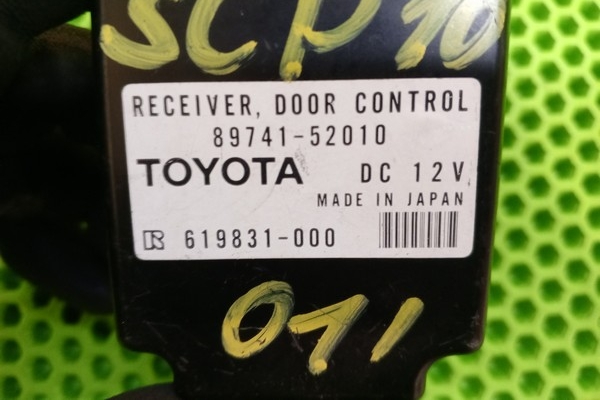 SCP10
RECEIVER, DOOR CONTROL
89741-52010
TOYOTA DC 12V
MADE IN JAPAN
R 619831-000
011